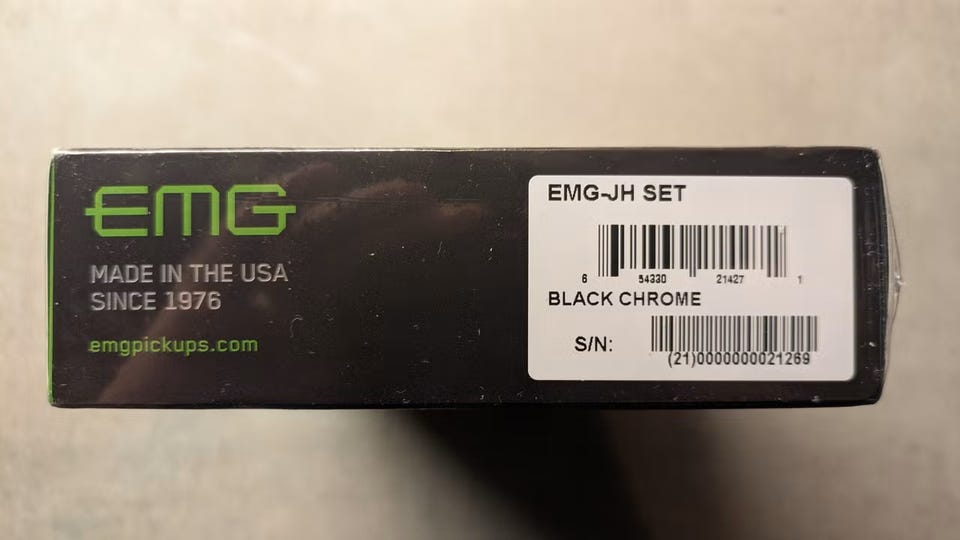 EMG
MADE IN THE USA
SINCE 1976
emgpickups.com
EMG-JH SET
6 54330 21427 1
BLACK CHROME
S/N:
(21)0000000021269